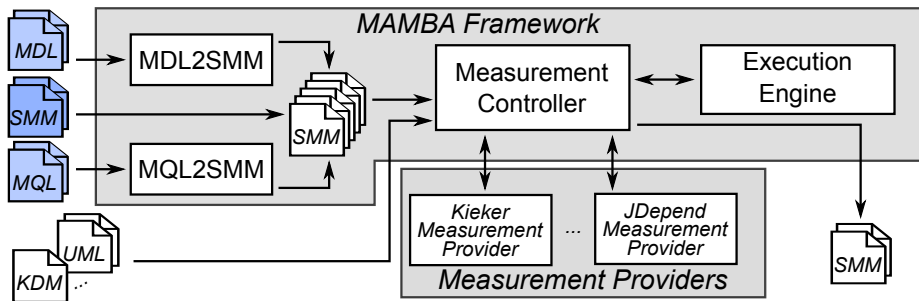 MAMBA Framework
MDL
MDL2SMM
SMM
SMM
MQL
MQL2SMM
Measurement
Controller
Execution
Engine
UML
KDM
...
Kieker
Measurement
Provider
...
JDepend
Measurement
Provider
Measurement Providers
SMM